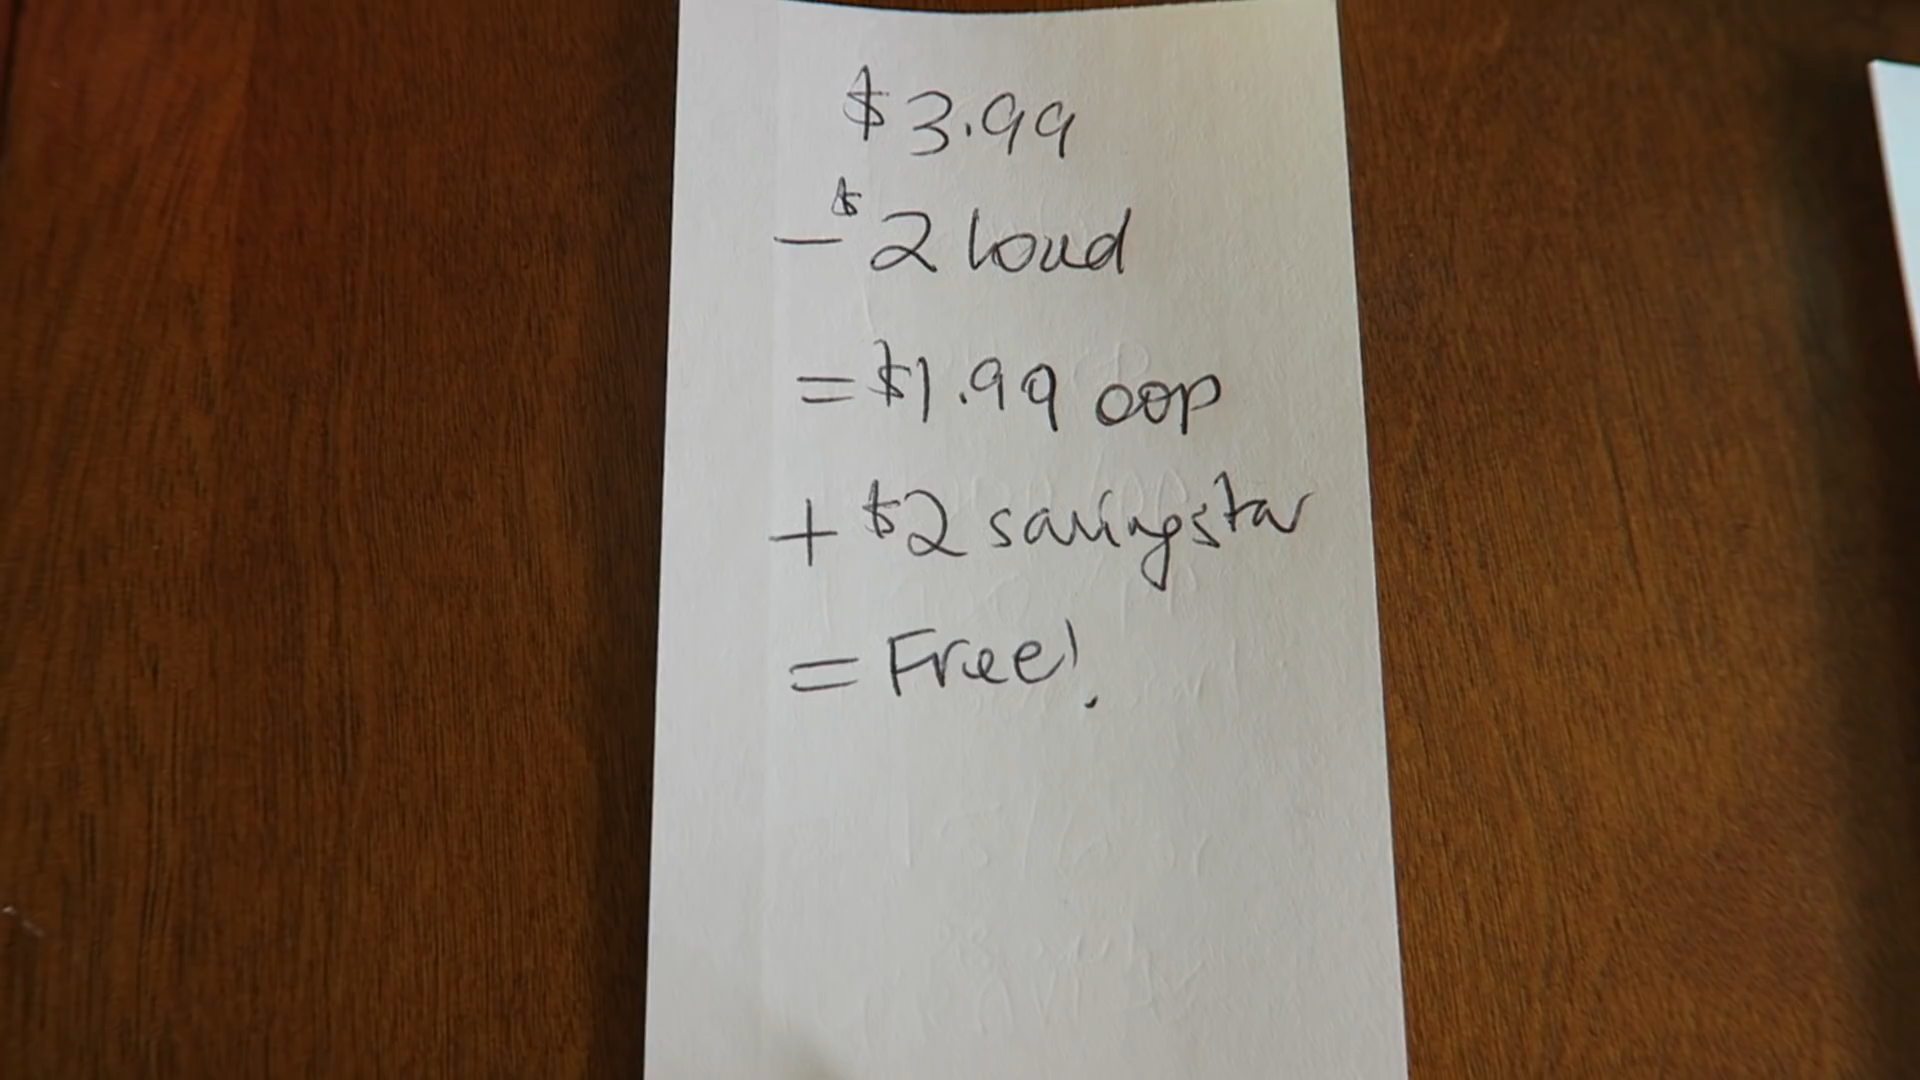 $3.99
- $2 load
= $1.99 oop
+ $2 savingstar
= Free!